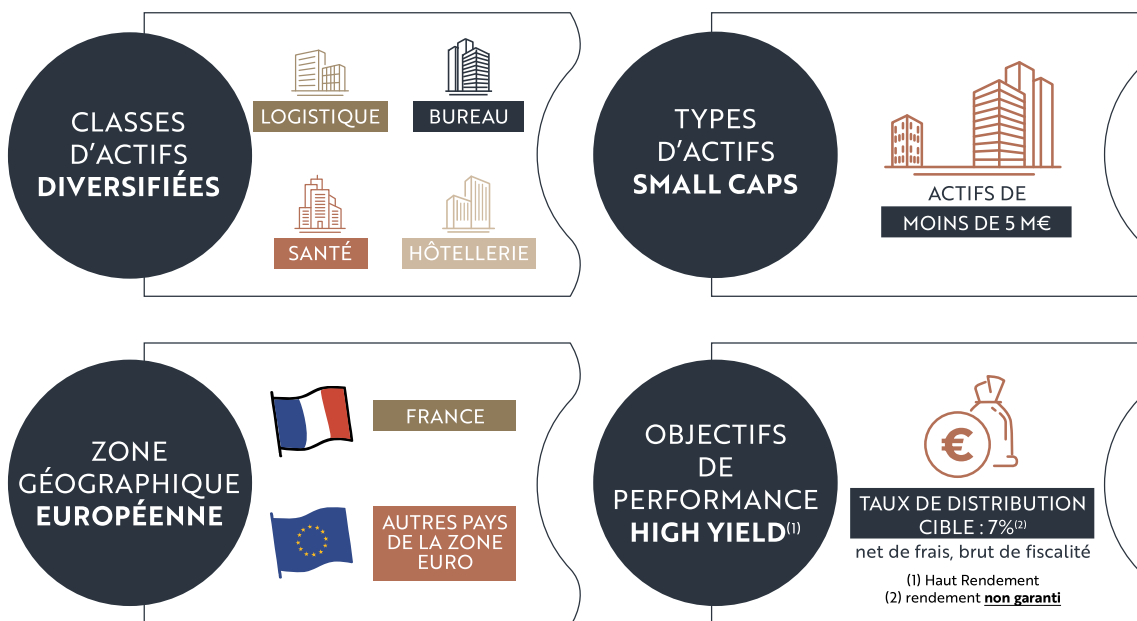 CLASSES
D'ACTIFS
DIVERSIFIÉES
LOGISTIQUE
BUREAU
SANTÉ
HÔTELLERIE
TYPES
D'ACTIFS
SMALL CAPS
ACTIFS DE
MOINS DE 5 M€
ZONE
GÉOGRAPHIQUE
EUROPÉENNE
FRANCE
AUTRES PAYS
DE LA ZONE
EURO
OBJECTIFS
DE
PERFORMANCE
HIGH YIELD(1)
€
TAUX DE DISTRIBUTION
CIBLE : 7%(2)
net de frais, brut de fiscalité
(1) Haut Rendement
(2) rendement non garanti